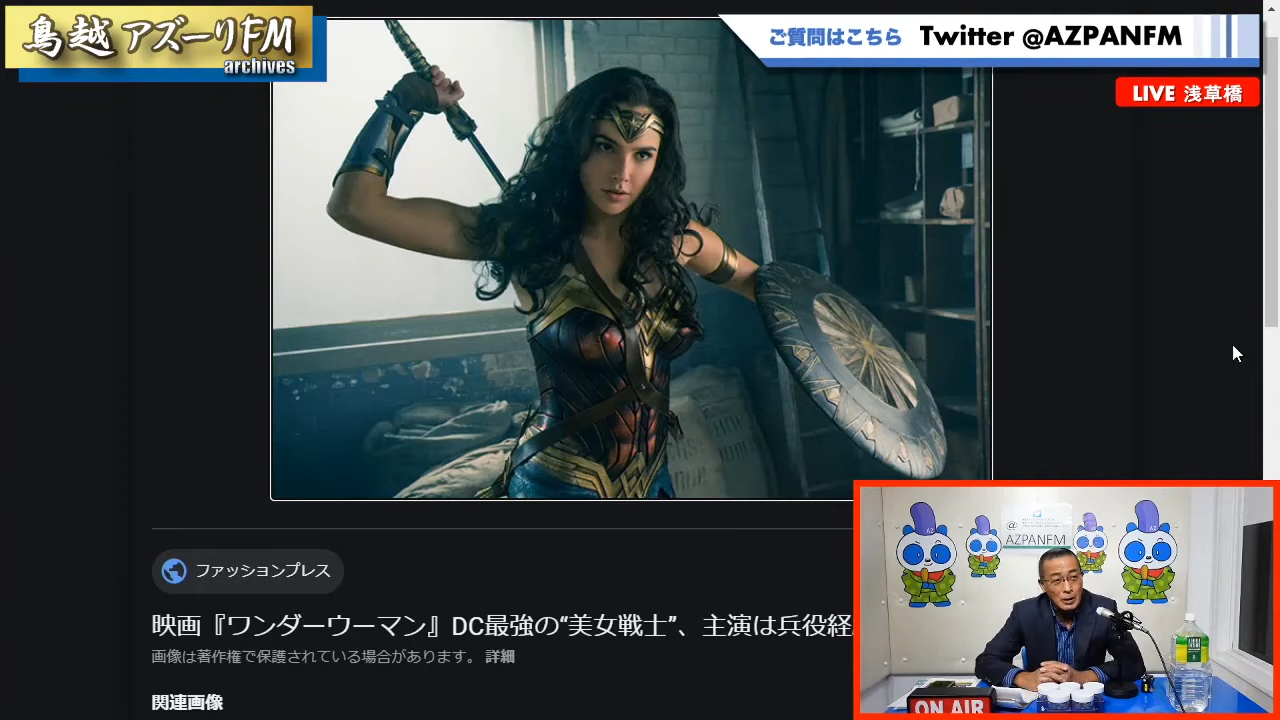 鳥越 アズーリFM
archives
ご質問はこちら Twitter @AZPANFM
LIVE 浅草橋
ファッションプレス
映画『ワンダーウーマン』DC最強の“美女戦士”、主演は兵役経
画像は著作権で保護されている場合があります。 詳細
関連画像
@
AZPANFM
AZ
AZ
ON AIR